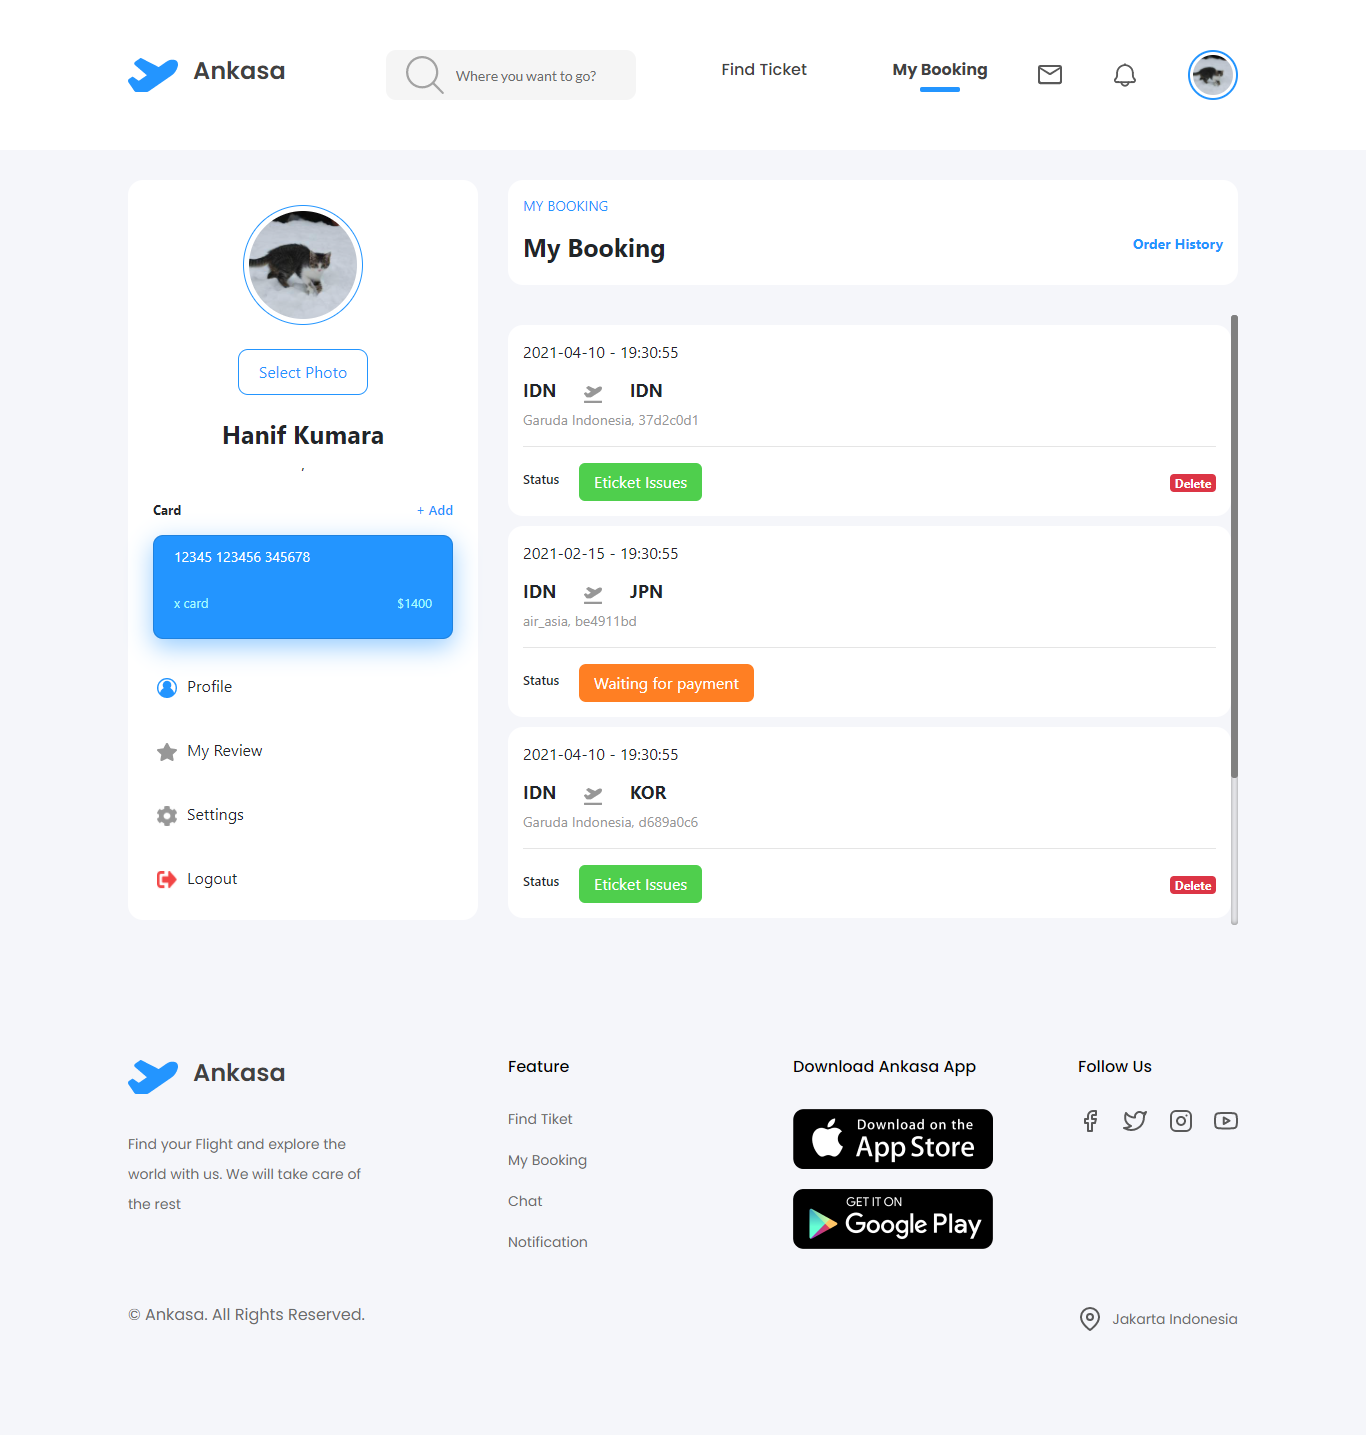 Ankasa
Where you want to go?
Find Ticket
My Booking
Select Photo
Hanif Kumara
,
Card
+ Add
12345 123456 345678
x card
$1400
Profile
My Review
Settings
Logout
MY BOOKING
My Booking
Order History
2021-04-10 - 19:30:55
IDN IDN
Garuda Indonesia, 37d2c0d1
Status
Eticket Issues
Delete
2021-02-15 - 19:30:55
IDN JPN
air_asia, be4911bd
Status
Waiting for payment
2021-04-10 - 19:30:55
IDN KOR
Garuda Indonesia, d689a0c6
Status
Eticket Issues
Delete
Ankasa
Find your Flight and explore the
world with us. We will take care of
the rest
Feature
Find Tiket
My Booking
Chat
Notification
Download Ankasa App
Download on the
App Store
GET IT ON
Google Play
Follow Us
© Ankasa. All Rights Reserved.
Jakarta Indonesia